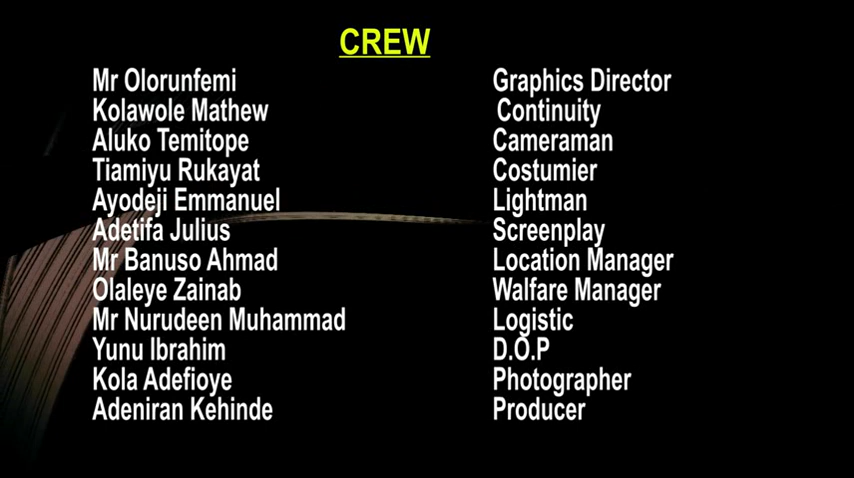 CREW
Mr Olorunfemi Graphics Director
Kolawole Mathew Continuity
Aluko Temitope Cameraman
Tiamiyu Rukayat Costumier
Ayodeji Emmanuel Lightman
Adetifa Julius Screenplay
Mr Banuso Ahmad Location Manager
Olaleye Zainab Welfare Manager
Mr Nurudeen Muhammad Logistic
Yunu Ibrahim D.O.P
Kola Adefioye Photographer
Adeniran Kehinde Producer